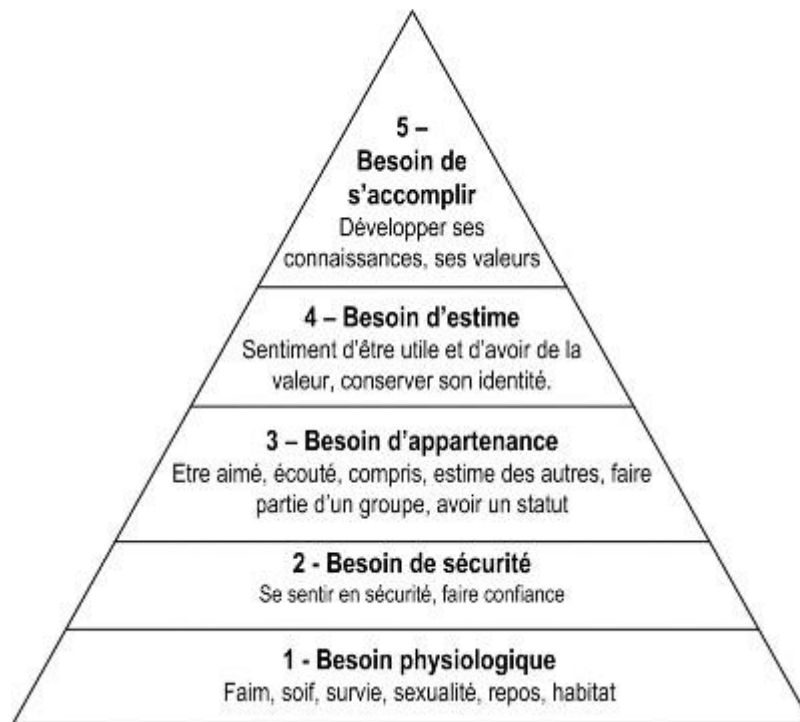 5 –
Besoin de
s’accomplir
Développer ses
connaissances, ses valeurs
4 – Besoin d’estime
Sentiment d’être utile et d’avoir de la
valeur, conserver son identité.
3 – Besoin d’appartenance
Etre aimé, écouté, compris, estime des autres, faire
partie d’un groupe, avoir un statut
2 - Besoin de sécurité
Se sentir en sécurité, faire confiance
1 - Besoin physiologique
Faim, soif, survie, sexualité, repos, habitat